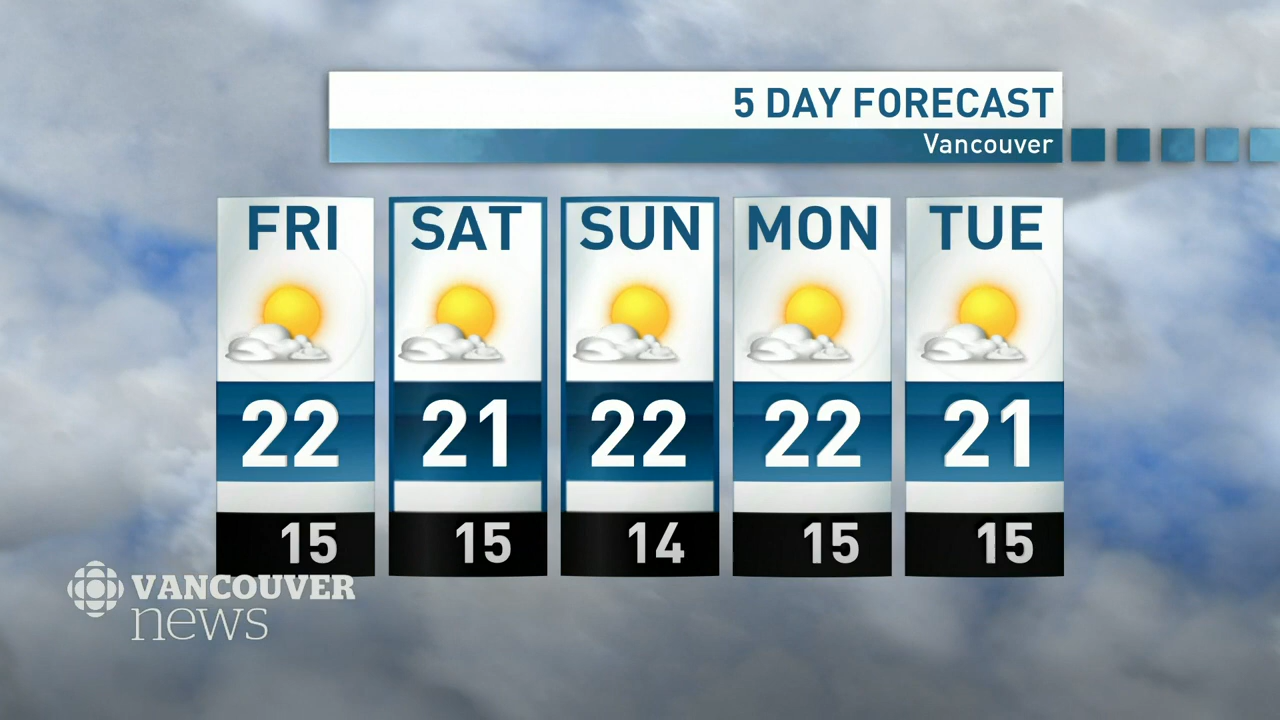 5 DAY FORECAST
Vancouver
FRI SAT SUN MON TUE
22 21 22 22 21
15 15 14 15 15
VANCOUVER
news